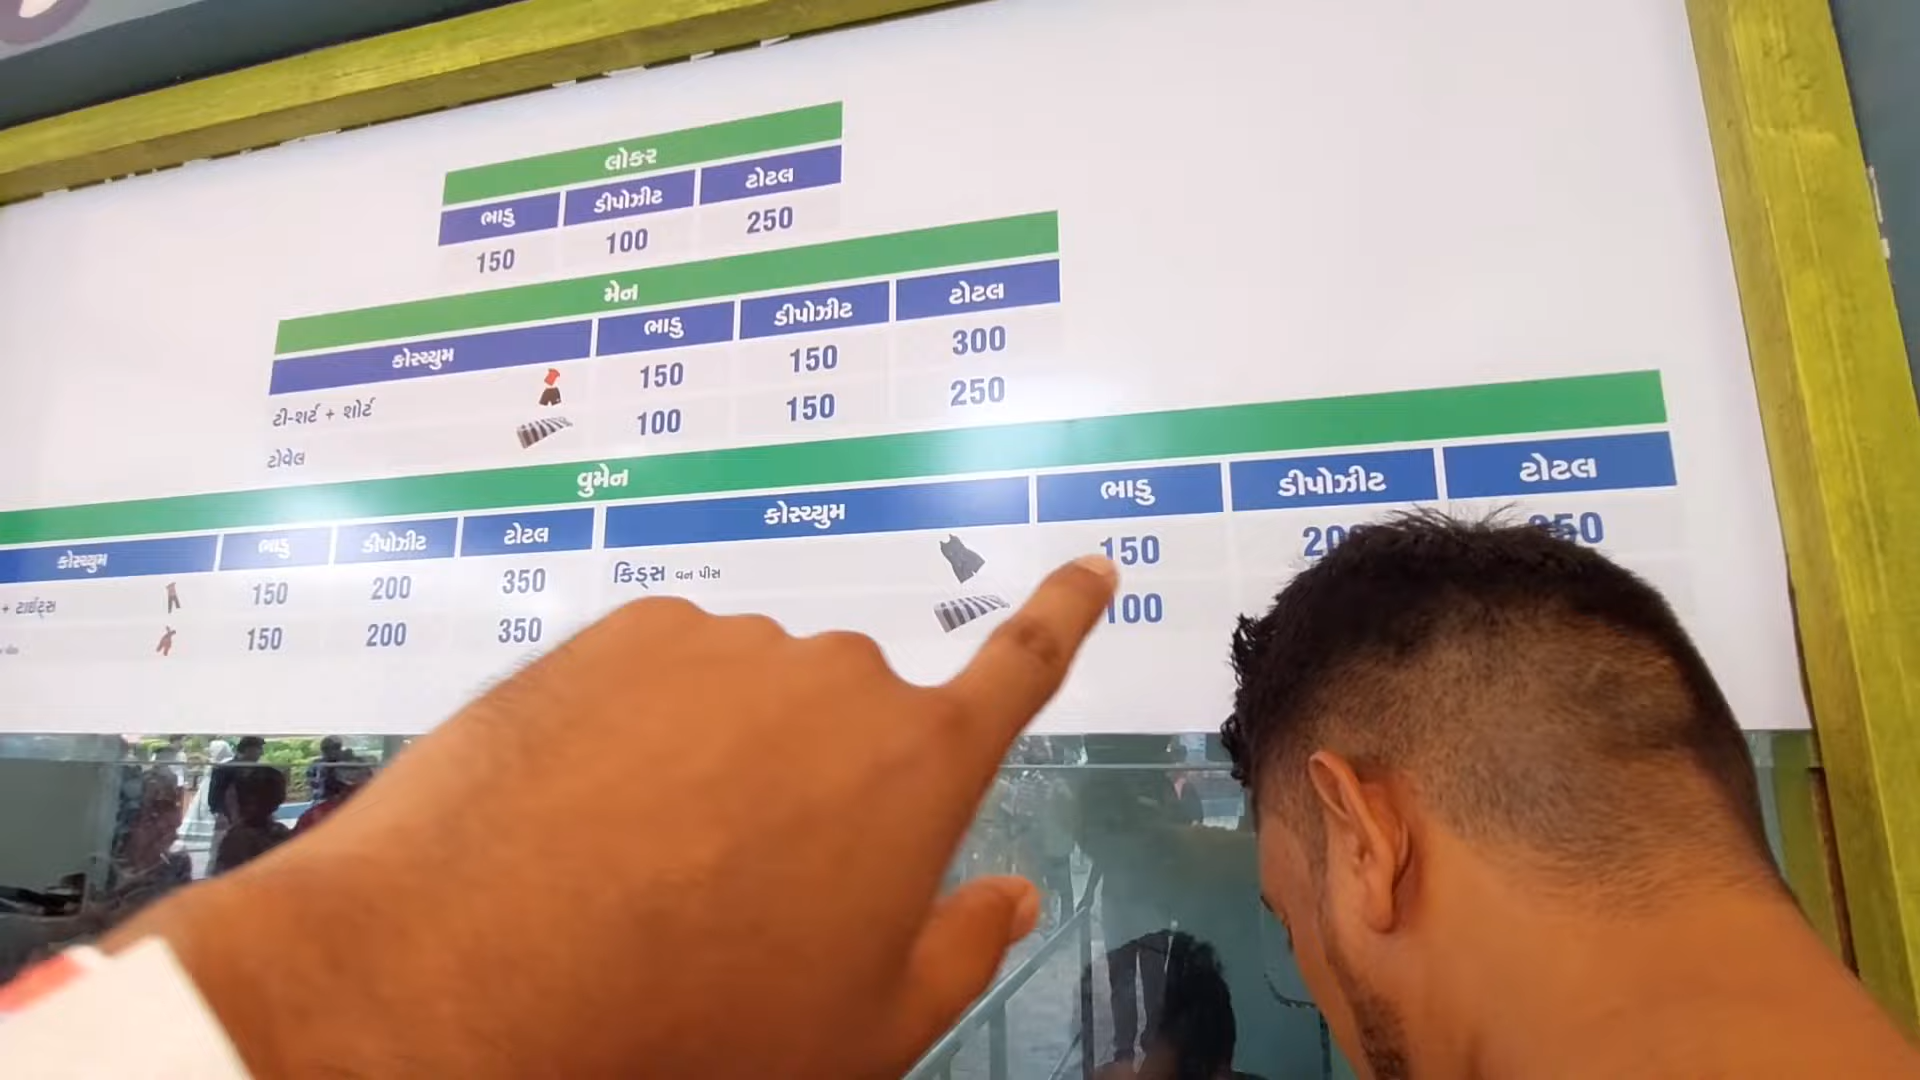 લોકર
ભાડુ ડીપોઝીટ ટોટલ
150 100 250
મેન
કોસ્ચ્યુમ ભાડુ ડીપોઝીટ ટોટલ
ટી-શર્ટ + શોર્ટ 150 150 300
ટોવેલ 100 150 250
વુમેન
કોસ્ચ્યુમ ભાડુ ડીપોઝીટ ટોટલ કોસ્ચ્યુમ ભાડુ ડીપોઝીટ ટોટલ
+ ટાઈટ્સ 150 200 350 કિડ્સ વન પીસ 150
150 200 350 100